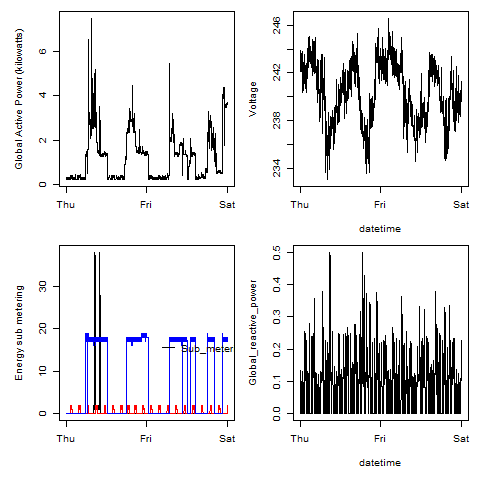 Global Active Power (kilowatts)
0 2 4 6
Thu Fri Sat
Voltage
234 238 242 246
Thu Fri Sat
datetime
Energy sub metering
0 10 20 30
Sub_meter
Thu Fri Sat
Global_reactive_power
0.0 0.1 0.2 0.3 0.4 0.5
Thu Fri Sat
datetime